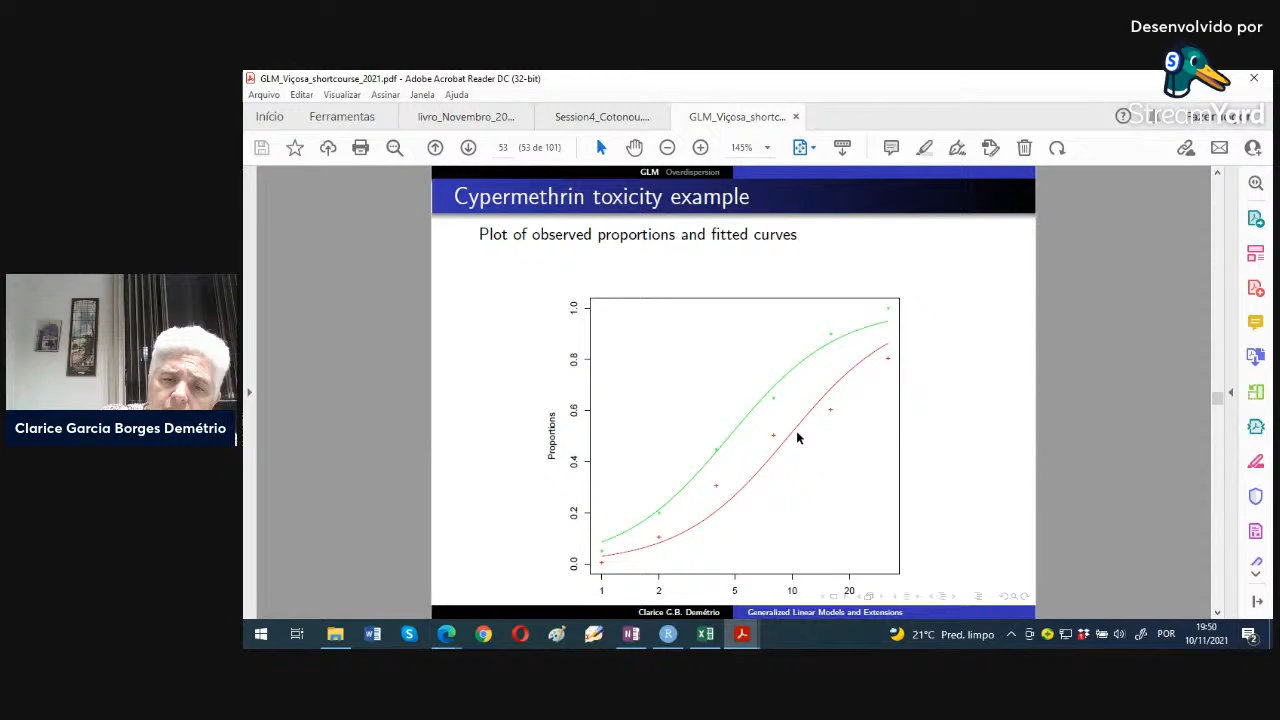 Desenvolvido por
StreamYard
GLM_Viçosa_shortcourse_2021.pdf - Adobe Acrobat Reader DC (32-bit)
Arquivo Editar Visualizar Assinar Janela Ajuda
Início Ferramentas livro_Novembro_20... Session4_Cotonou.... GLM_Viçosa_shortc...
53 (53 de 101) 145%
GLM Overdispersion
Cypermethrin toxicity example
Plot of observed proportions and fitted curves
1.0
0.8
0.6
0.4
0.2
0.0
Proportions
1 2 5 10 20
Clarice G.B. Demétrio Generalized Linear Models and Extensions
Clarice Garcia Borges Demétrio
21°C Pred. limpo POR 19:50
10/11/2021
2